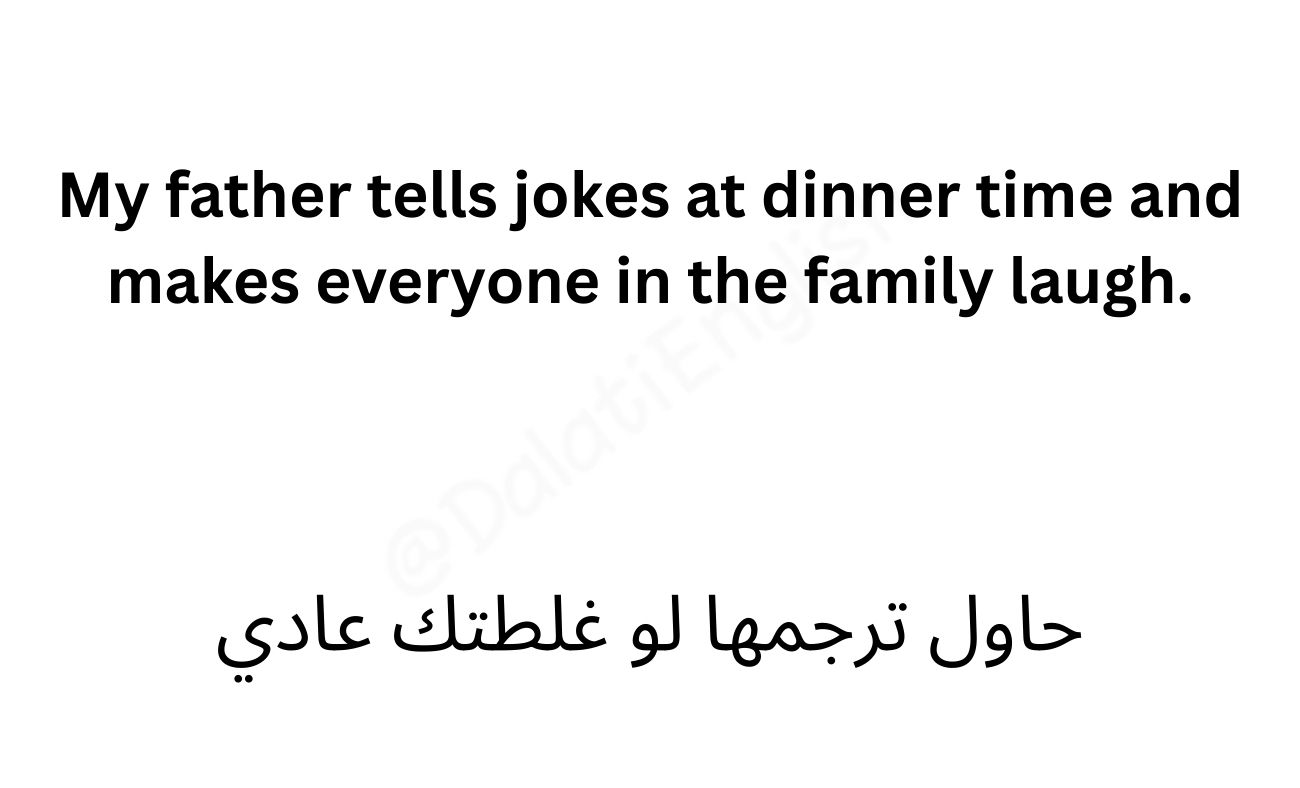 My father tells jokes at dinner time and
makes everyone in the family laugh.
@DalatiEnglish
حاول ترجمها لو غلطتك عادي